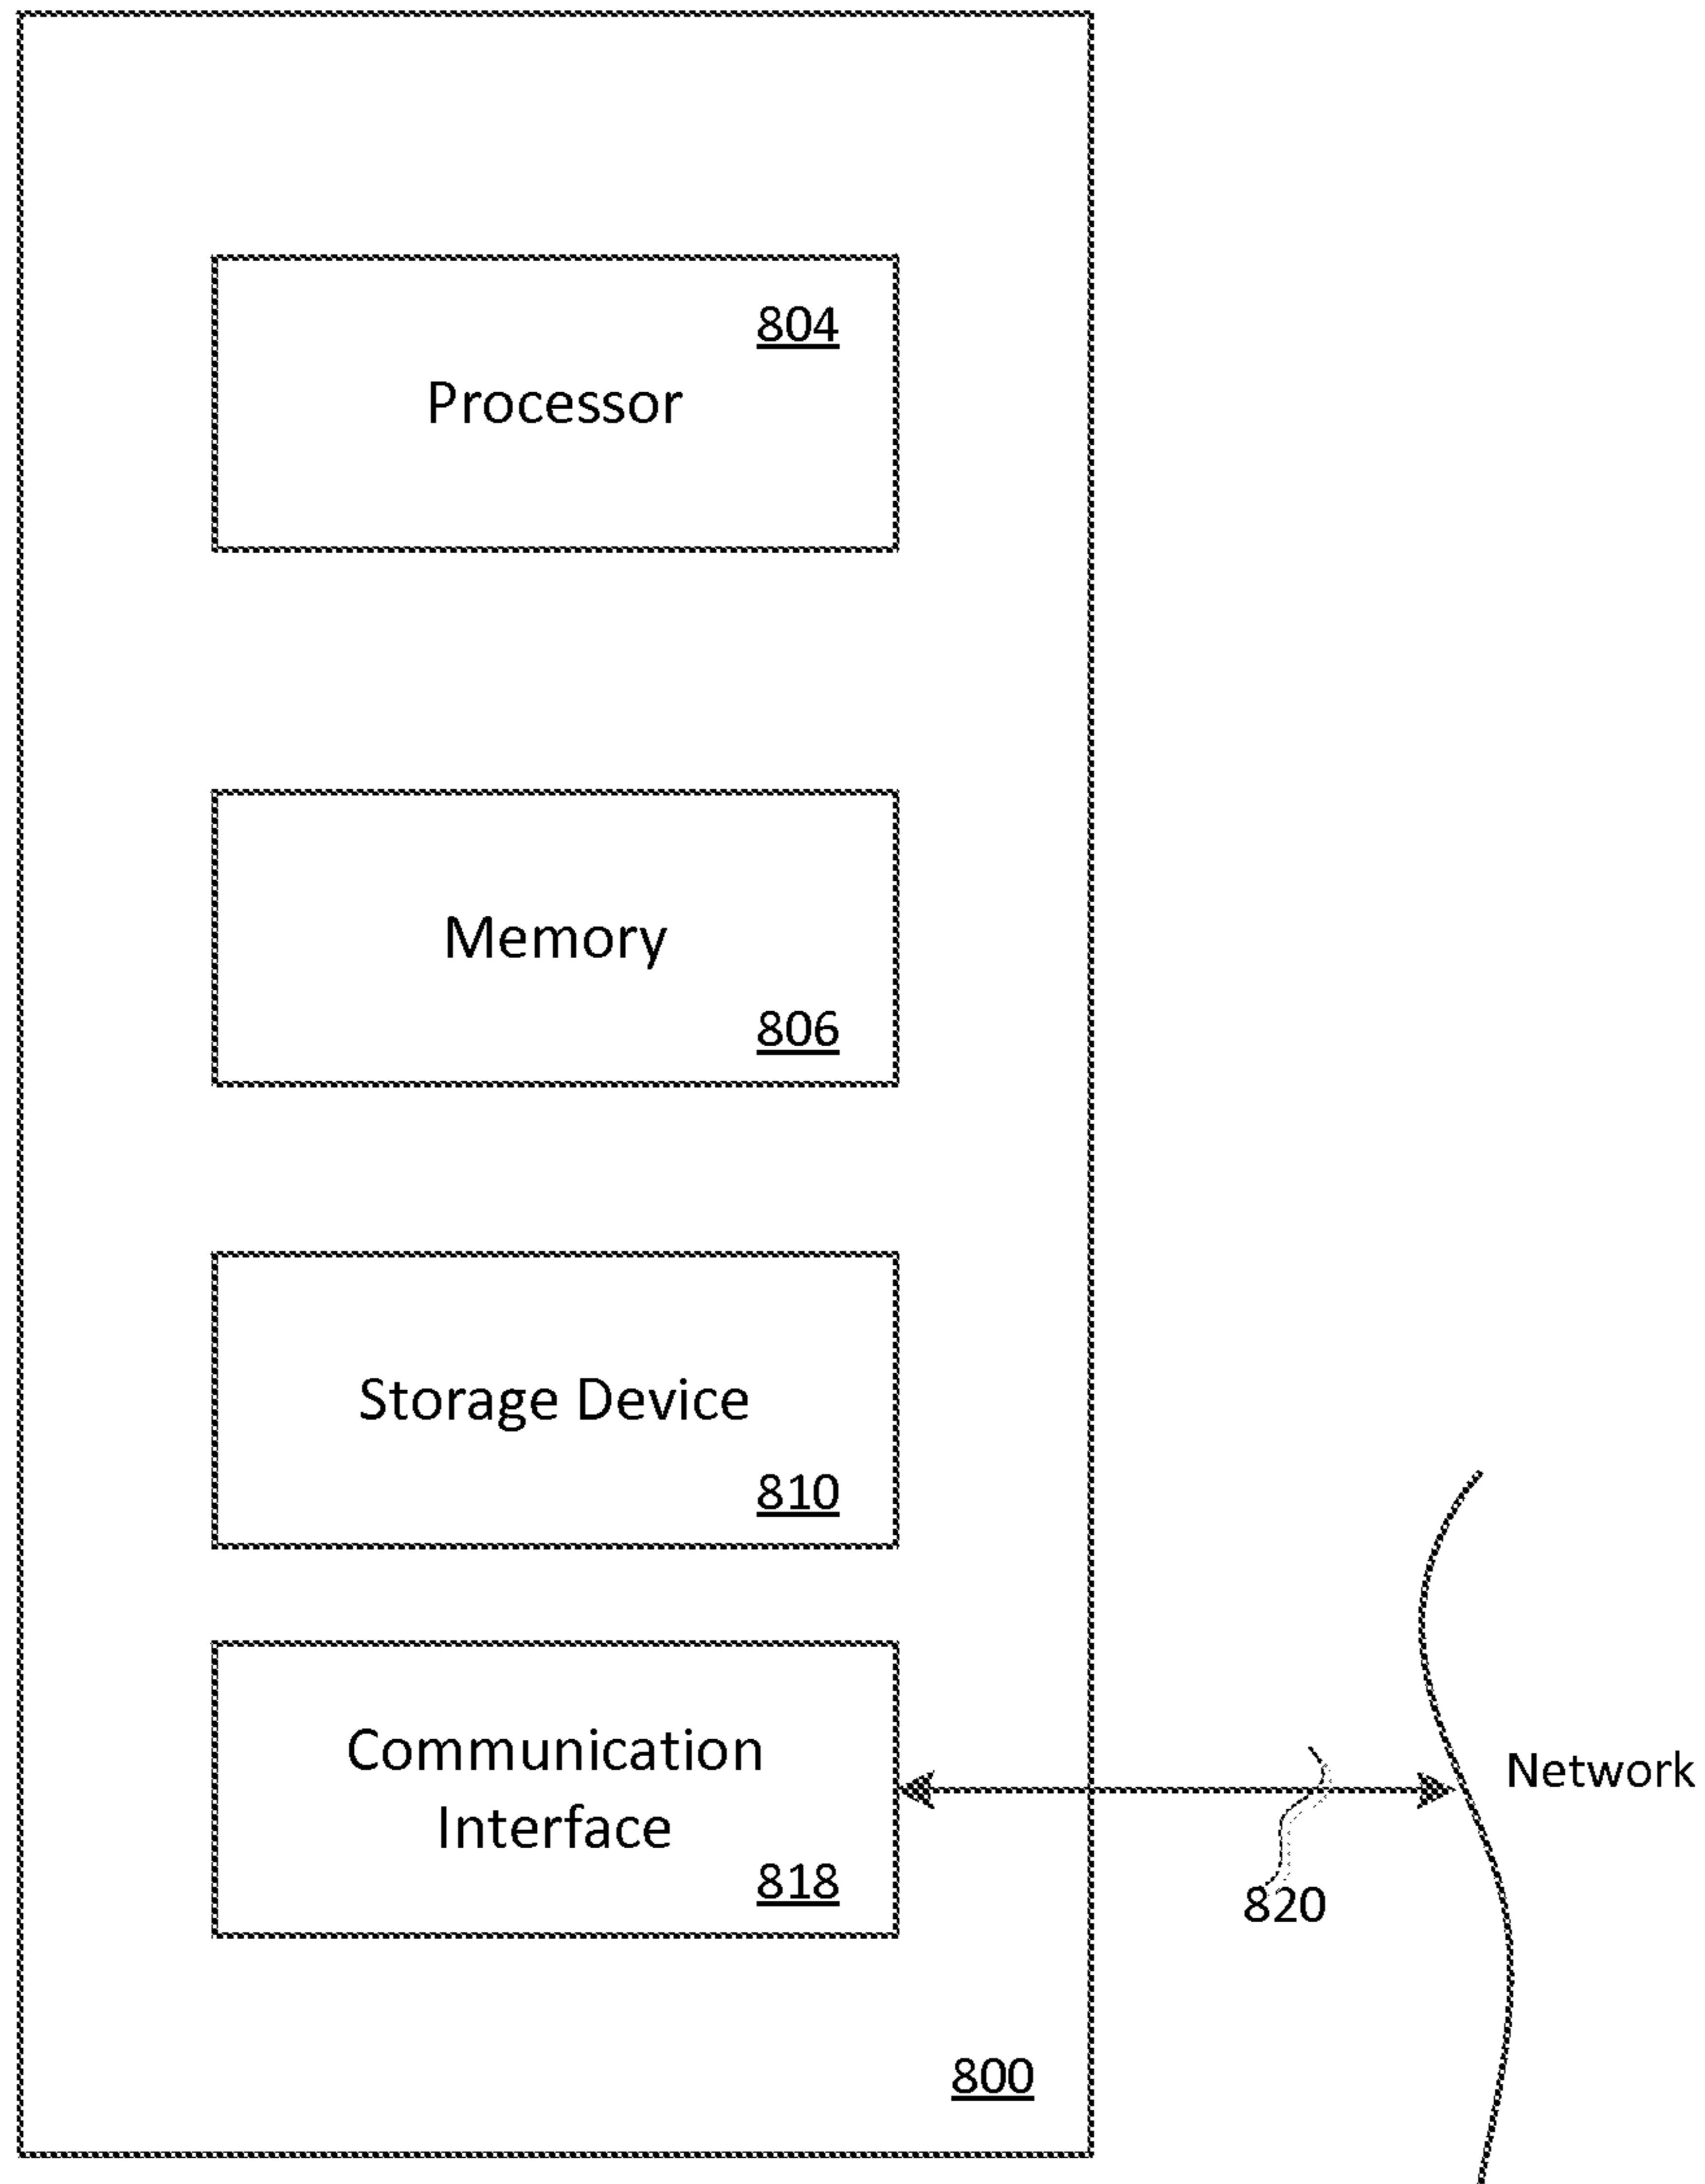 804
Processor
Memory
806
Storage Device
810
Communication
Interface
818
Network
820
800